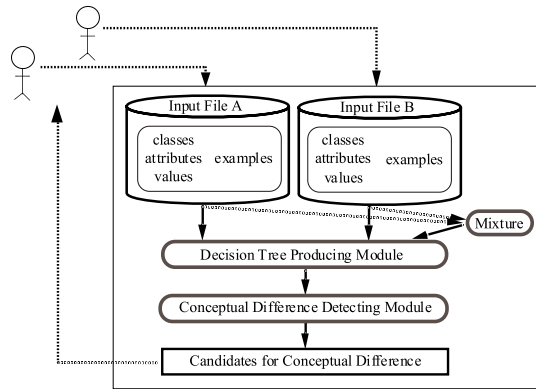 Input File A
Input File B
classes
attributes examples
values
classes
attributes examples
values
Mixture
Decision Tree Producing Module
Conceptual Difference Detecting Module
Candidates for Conceptual Difference